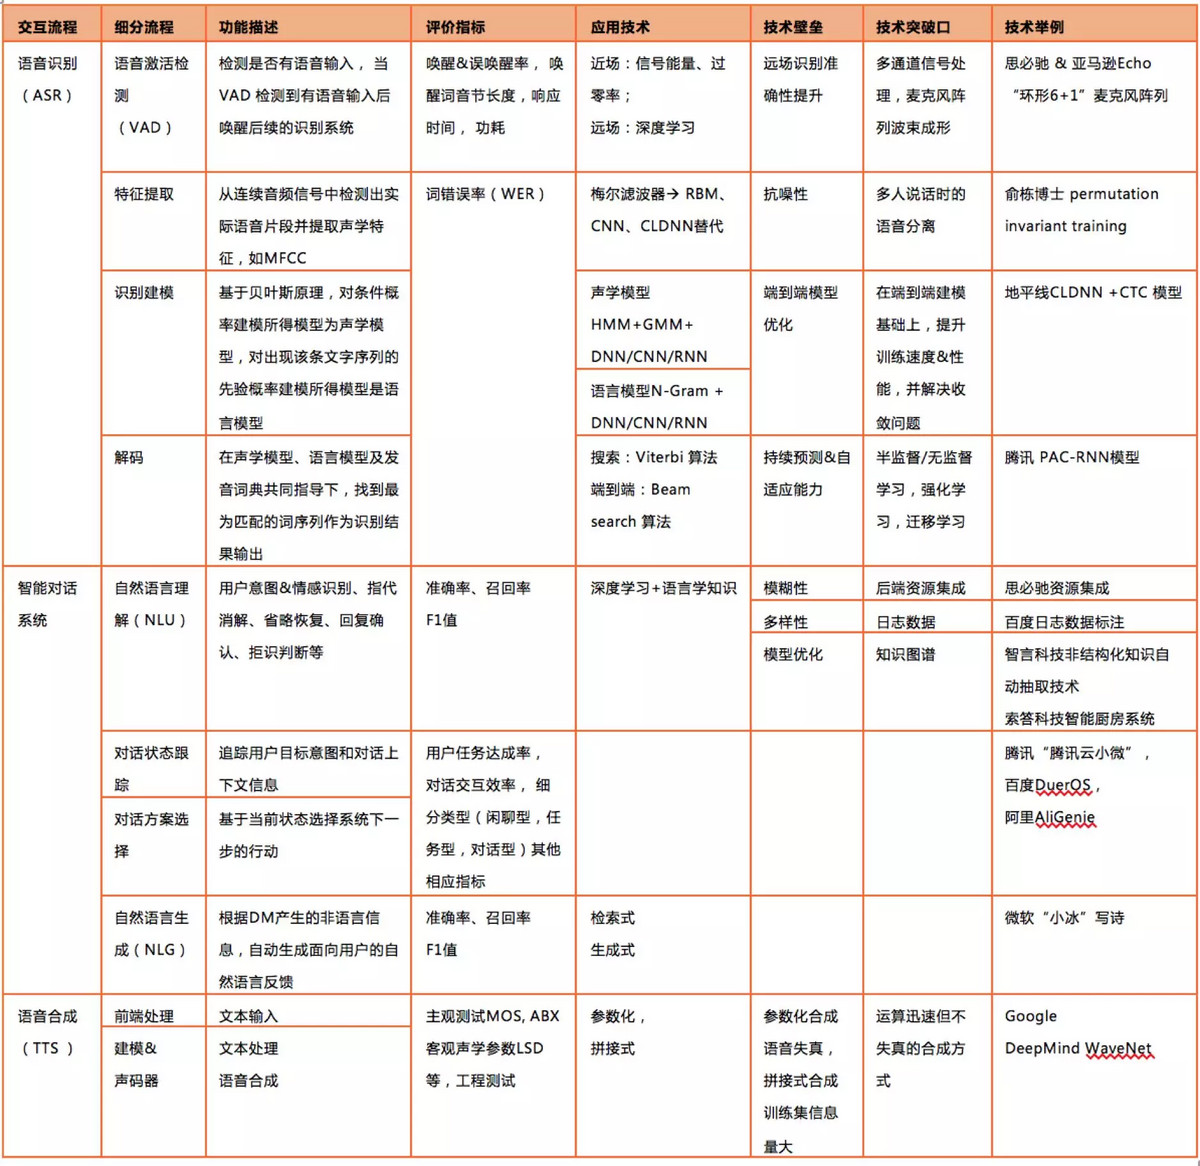 交互流程
细分流程
功能描述
评价指标
应用技术
技术壁垒
技术突破口
技术举例
语音识别
（ASR）
语音激活检
测
（VAD）
检测是否有语音输入， 当
VAD 检测到有语音输入后
唤醒后续的识别系统
唤醒&误唤醒率， 唤
醒词音节长度，响应
时间， 功耗
近场：信号能量、过
零率；
远场：深度学习
远场识别准
确性提升
多通道信号处
理，麦克风阵
列波束成形
思必驰 & 亚马逊Echo
“环形6+1”麦克风阵列
特征提取
从连续音频信号中检测出实
际语音片段并提取声学特
征，如MFCC
词错误率（WER）
梅尔滤波器→ RBM、
CNN、CLDNN替代
抗噪性
多人说话时的
语音分离
俞栋博士 permutation
invariant training
识别建模
基于贝叶斯原理，对条件概
率建模所得模型为声学模
型，对出现该条文字序列的
先验概率建模所得模型是语
言模型
声学模型
HMM+GMM+
DNN/CNN/RNN
语言模型N-Gram +
DNN/CNN/RNN
端到端模型
优化
在端到端建模
基础上，提升
训练速度&性
能，并解决收
敛问题
地平线CLDNN +CTC 模型
解码
在声学模型、语言模型及发
音词典共同指导下，找到最
为匹配的词序列作为识别结
果输出
搜索：Viterbi 算法
端到端：Beam
search 算法
持续预测&自
适应能力
半监督/无监督
学习，强化学
习，迁移学习
腾讯 PAC-RNN模型
智能对话
系统
自然语言理
解（NLU）
用户意图&情感识别、指代
消解、省略恢复、回复确
认、拒识判断等
准确率、召回率
F1值
深度学习+语言学知识
模糊性
后端资源集成
思必驰资源集成
多样性
日志数据
百度日志数据标注
模型优化
知识图谱
智言科技非结构化知识自
动抽取技术
索答科技智能厨房系统
对话状态跟
踪
追踪用户目标意图和对话上
下文信息
用户任务达成率，
对话交互效率， 细
分类型（闲聊型，任
务型，对话型）其他
相应指标
腾讯“腾讯云小微”，
百度DuerOS，
阿里AliGenie
对话方案选
择
基于当前状态选择系统下一
步的行动
自然语言生
成（NLG）
根据DM产生的非语言信
息，自动生成面向用户的自
然语言反馈
准确率、召回率
F1值
检索式
生成式
微软“小冰”写诗
语音合成
（TTS ）
前端处理
文本输入
主观测试MOS, ABX
客观声学参数LSD
等，工程测试
参数化，
拼接式
参数化合成
语音失真，
拼接式合成
训练集信息
量大
运算迅速但不
失真的合成方
式
Google
DeepMind WaveNet
建模&
声码器
文本处理
语音合成